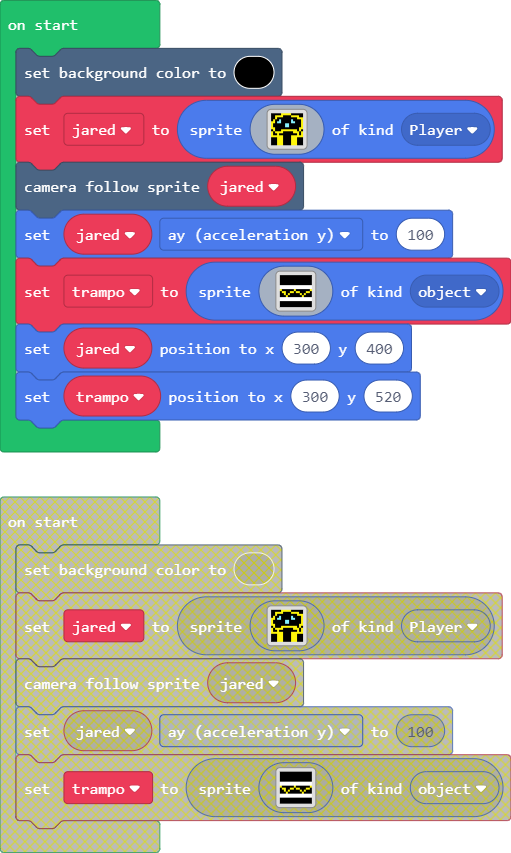 on start
set background color to
set jared to sprite of kind Player
camera follow sprite jared
set jared ay (acceleration y) to 100
set trampo to sprite of kind object
set jared position to x 300 y 400
set trampo position to x 300 y 520
on start
set background color to
set jared to sprite of kind Player
camera follow sprite jared
set jared ay (acceleration y) to 100
set trampo to sprite of kind object